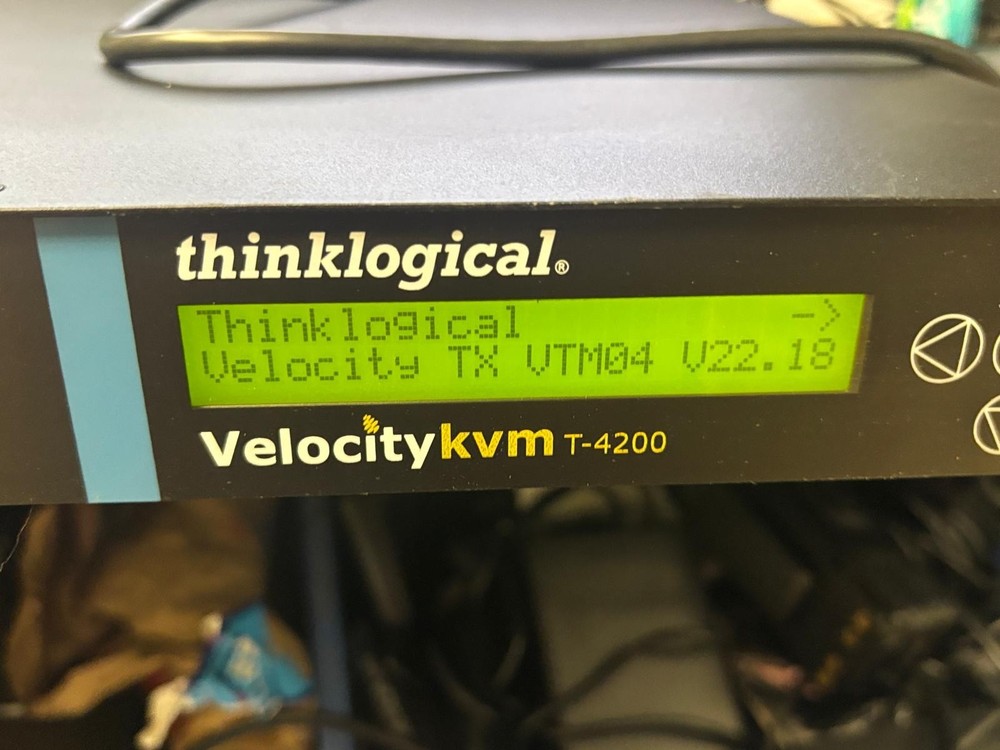 thinklogical®
Thinklogical ->
Velocity TX VTM04 V22.18
Velocitykvm T-4200